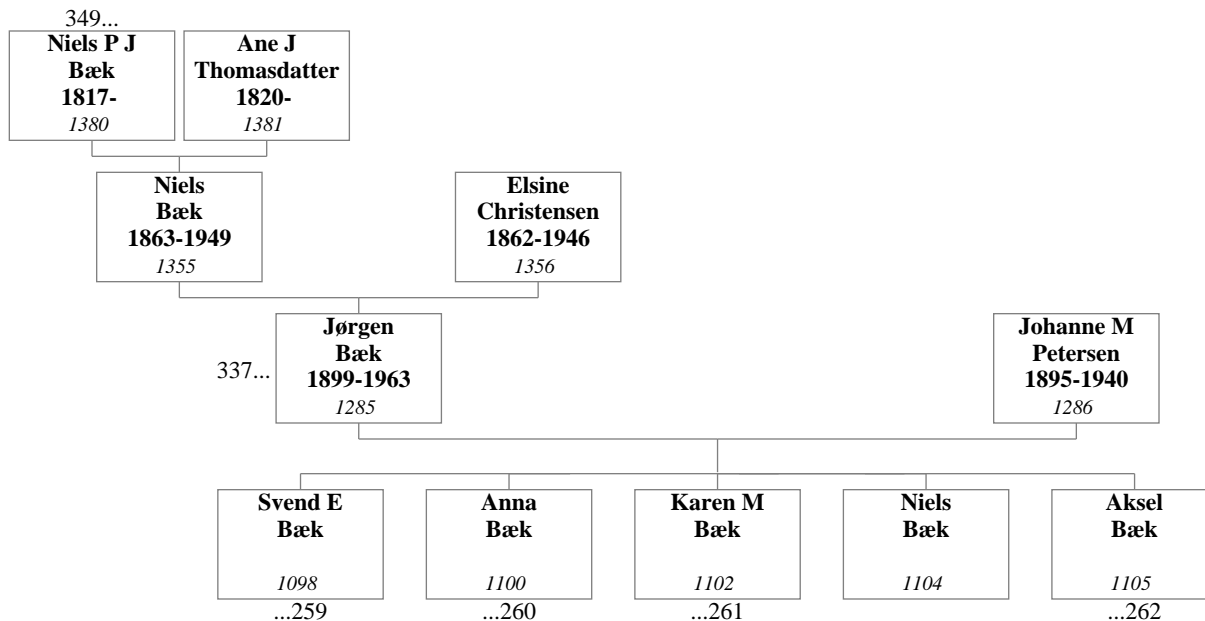 349...
Niels P J
Bæk
1817-
1380
Ane J
Thomasdatter
1820-
1381
Niels
Bæk
1863-1949
1355
Elsine
Christensen
1862-1946
1356
337...
Jørgen
Bæk
1899-1963
1285
Johanne M
Petersen
1895-1940
1286
Svend E
Bæk
1098
...259
Anna
Bæk
1100
...260
Karen M
Bæk
1102
...261
Niels
Bæk
1104
Aksel
Bæk
1105
...262